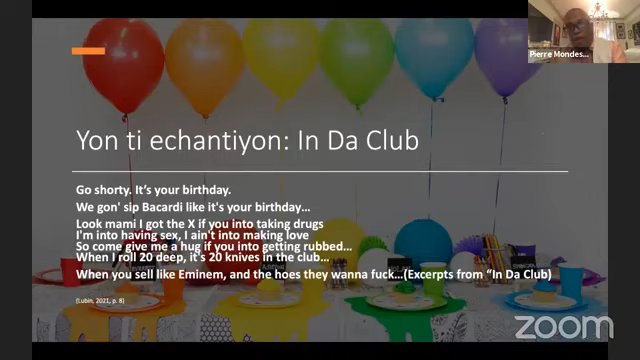 Pierre Mondes...
Yon ti echantiyon: In Da Club
Go shorty. It's your birthday.
We gon' sip Bacardi like it's your birthday...
Look mami I got the X if you into taking drugs
I'm into having sex, I ain't into making love
So come give me a hug if you into getting rubbed...
When I roll 20 deep, it's 20 knives in the club...
When you sell like Eminem, and the hoes they wanna fuck...(Excerpts from "In Da Club)
(Lubin, 2021, p. 8)
zoom